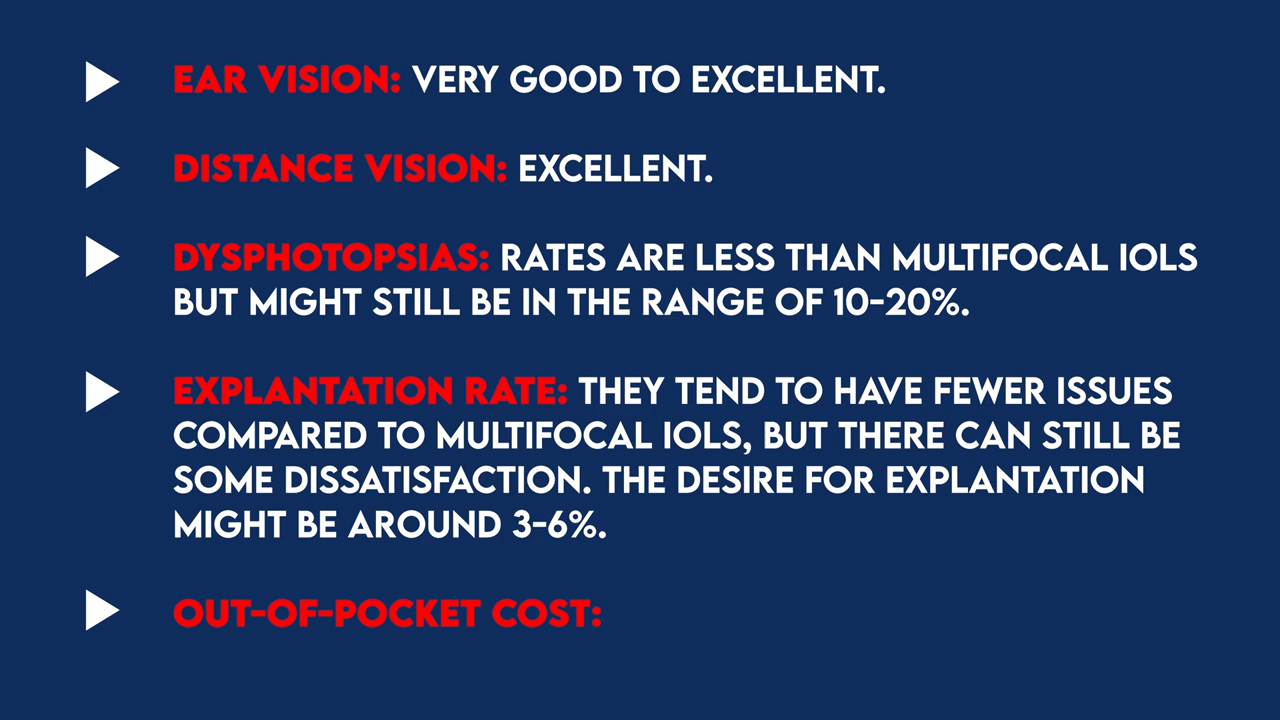 EAR VISION: VERY GOOD TO EXCELLENT.
DISTANCE VISION: EXCELLENT.
DYSPHOTOPSIAS: RATES ARE LESS THAN MULTIFOCAL IOLS
BUT MIGHT STILL BE IN THE RANGE OF 10-20%.
EXPLANTATION RATE: THEY TEND TO HAVE FEWER ISSUES
COMPARED TO MULTIFOCAL IOLS, BUT THERE CAN STILL BE
SOME DISSATISFACTION. THE DESIRE FOR EXPLANTATION
MIGHT BE AROUND 3-6%.
OUT-OF-POCKET COST: